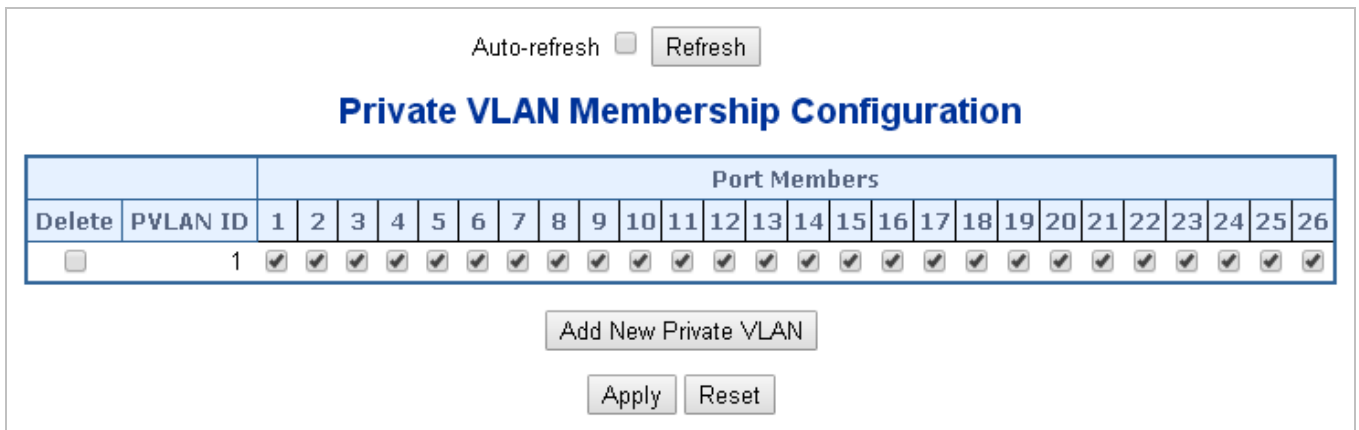 Auto-refresh Refresh
Private VLAN Membership Configuration
Port Members
Delete PVLAN ID 1 2 3 4 5 6 7 8 9 10 11 12 13 14 15 16 17 18 19 20 21 22 23 24 25 26
1
Add New Private VLAN
Apply Reset